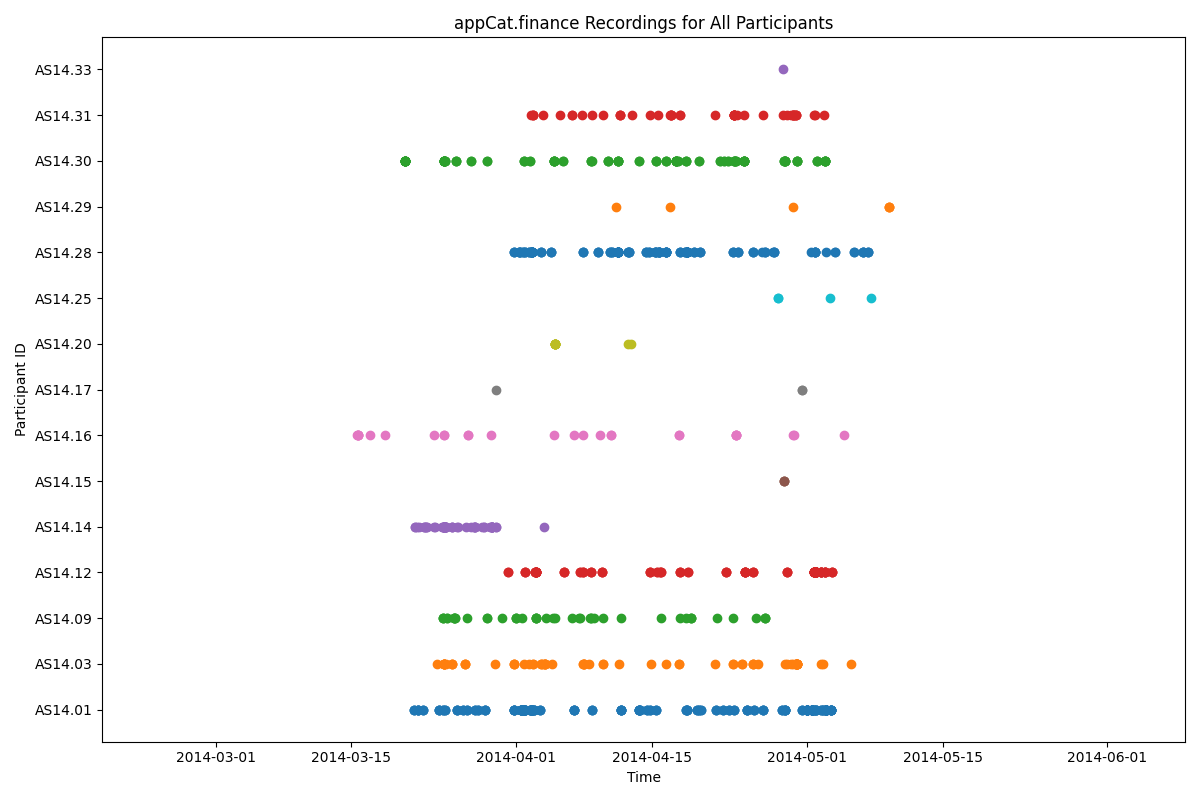 appCat.finance Recordings for All Participants
AS14.33
AS14.31
AS14.30
AS14.29
AS14.28
AS14.25
AS14.20
AS14.17
AS14.16
AS14.15
AS14.14
AS14.12
AS14.09
AS14.03
AS14.01
Participant ID
2014-03-01 2014-03-15 2014-04-01 2014-04-15 2014-05-01 2014-05-15 2014-06-01
Time